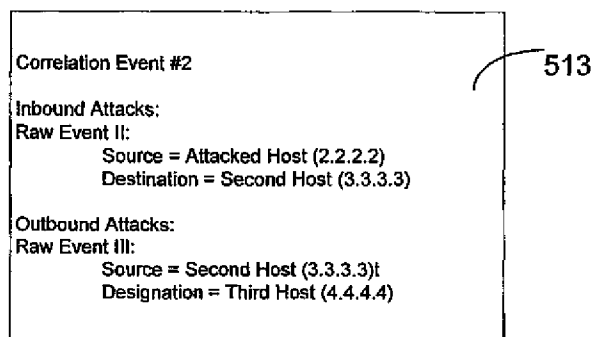 Correlation Event #2
513
Inbound Attacks:
Raw Event II:
Source = Attacked Host (2.2.2.2)
Destination = Second Host (3.3.3.3)
Outbound Attacks:
Raw Event III:
Source = Second Host (3.3.3.3)t
Designation = Third Host (4.4.4.4)